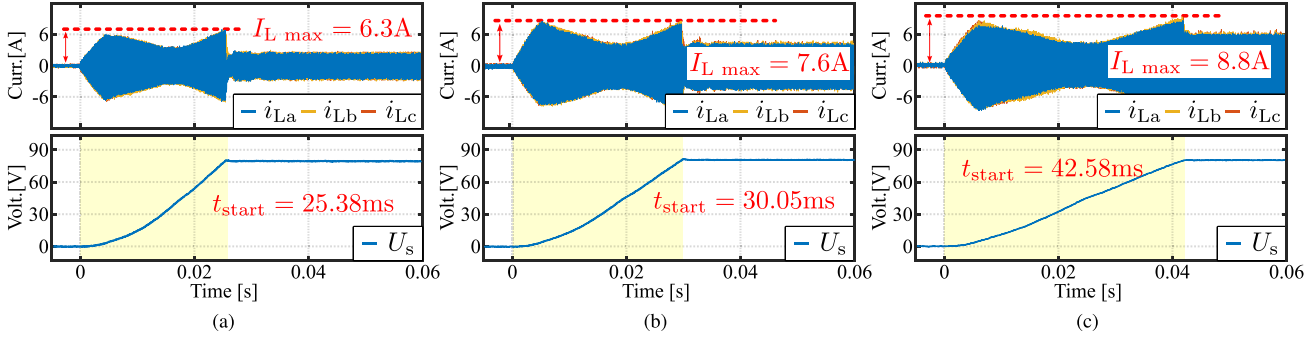 Curr.[A]
6
0
-6
I_L max = 6.3A
i_La i_Lb i_Lc
Volt.[V]
90
60
30
0
t_start = 25.38ms
U_s
0 0.02 0.04 0.06
Time [s]
(a)
Curr.[A]
6
0
-6
I_L max = 7.6A
i_La i_Lb i_Lc
Volt.[V]
90
60
30
0
t_start = 30.05ms
U_s
0 0.02 0.04 0.06
Time [s]
(b)
Curr.[A]
6
0
-6
I_L max = 8.8A
i_La i_Lb i_Lc
Volt.[V]
90
60
30
0
t_start = 42.58ms
U_s
0 0.02 0.04 0.06
Time [s]
(c)